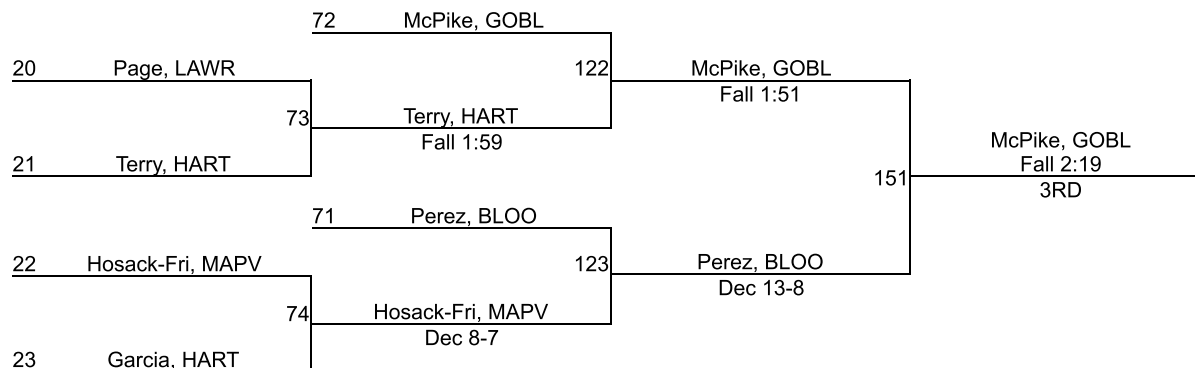 72 McPike, GOBL
20 Page, LAWR
122 McPike, GOBL
Fall 1:51
73 Terry, HART
Fall 1:59
21 Terry, HART
McPike, GOBL
Fall 2:19
151
3RD
71 Perez, BLOO
22 Hosack-Fri, MAPV
123 Perez, BLOO
Dec 13-8
74 Hosack-Fri, MAPV
Dec 8-7
23 Garcia, HART